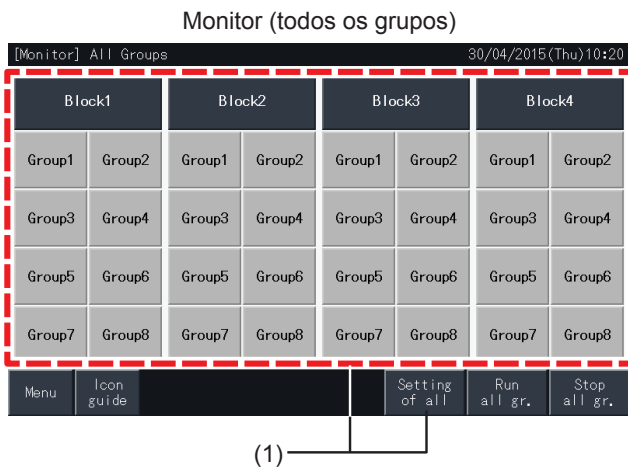 Monitor (todos os grupos)
[Monitor] All Groups 30/04/2015(Thu)10:20
Block1 Block2 Block3 Block4
Group1 Group2 Group1 Group2 Group1 Group2 Group1 Group2
Group3 Group4 Group3 Group4 Group3 Group4 Group3 Group4
Group5 Group6 Group5 Group6 Group5 Group6 Group5 Group6
Group7 Group8 Group7 Group8 Group7 Group8 Group7 Group8
Menu Icon guide Setting of all Run all gr. Stop all gr.
(1)